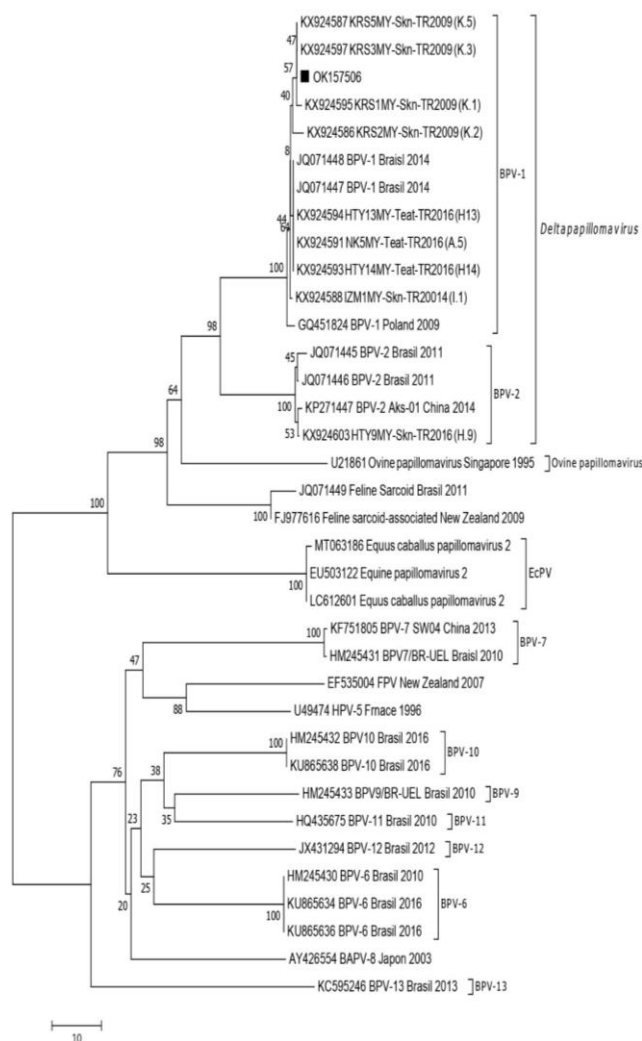 KX924587 KRS5MY-Skn-TR2009 (K.5)
47
KX924597 KRS3MY-Skn-TR2009 (K.3)
57
OK157506
40
KX924595 KRS1MY-Skn-TR2009 (K.1)
KX924586 KRS2MY-Skn-TR2009 (K.2)
8
JQ071448 BPV-1 Braisl 2014
BPV-1
JQ071447 BPV-1 Brasil 2014
44
64
KX924594 HTY13MY-Teat-TR2016 (H13)
Deltapapillomavirus
KX924591 NK5MY-Teat-TR2016 (A.5)
100
KX924593 HTY14MY-Teat-TR2016 (H14)
KX924588 IZM1MY-Skn-TR20014 (I.1)
GQ451824 BPV-1 Poland 2009
98
45
JQ071445 BPV-2 Brasil 2011
JQ071446 BPV-2 Brasil 2011
BPV-2
64
100
KP271447 BPV-2 Aks-01 China 2014
53
KX924603 HTY9MY-Skn-TR2016 (H.9)
98
U21861 Ovine papillomavirus Singapore 1995
Ovine papillomavirus
JQ071449 Feline Sarcoid Brasil 2011
100
FJ977616 Feline sarcoid-associated New Zealand 2009
100
MT063186 Equus caballus papillomavirus 2
EU503122 Equine papillomavirus 2
EcPV
100
LC612601 Equus caballus papillomavirus 2
100
KF751805 BPV-7 SW04 China 2013
BPV-7
HM245431 BPV7/BR-UEL Braisl 2010
47
EF535004 FPV New Zealand 2007
88
U49474 HPV-5 Frnace 1996
100
HM245432 BPV10 Brasil 2016
BPV-10
KU865638 BPV-10 Brasil 2016
76
38
HM245433 BPV9/BR-UEL Brasil 2010
BPV-9
35
HQ435675 BPV-11 Brasil 2010
BPV-11
23
JX431294 BPV-12 Brasil 2012
BPV-12
25
HM245430 BPV-6 Brasil 2010
20
KU865634 BPV-6 Brasil 2016
BPV-6
100
KU865636 BPV-6 Brasil 2016
AY426554 BAPV-8 Japon 2003
KC595246 BPV-13 Brasil 2013
BPV-13
10